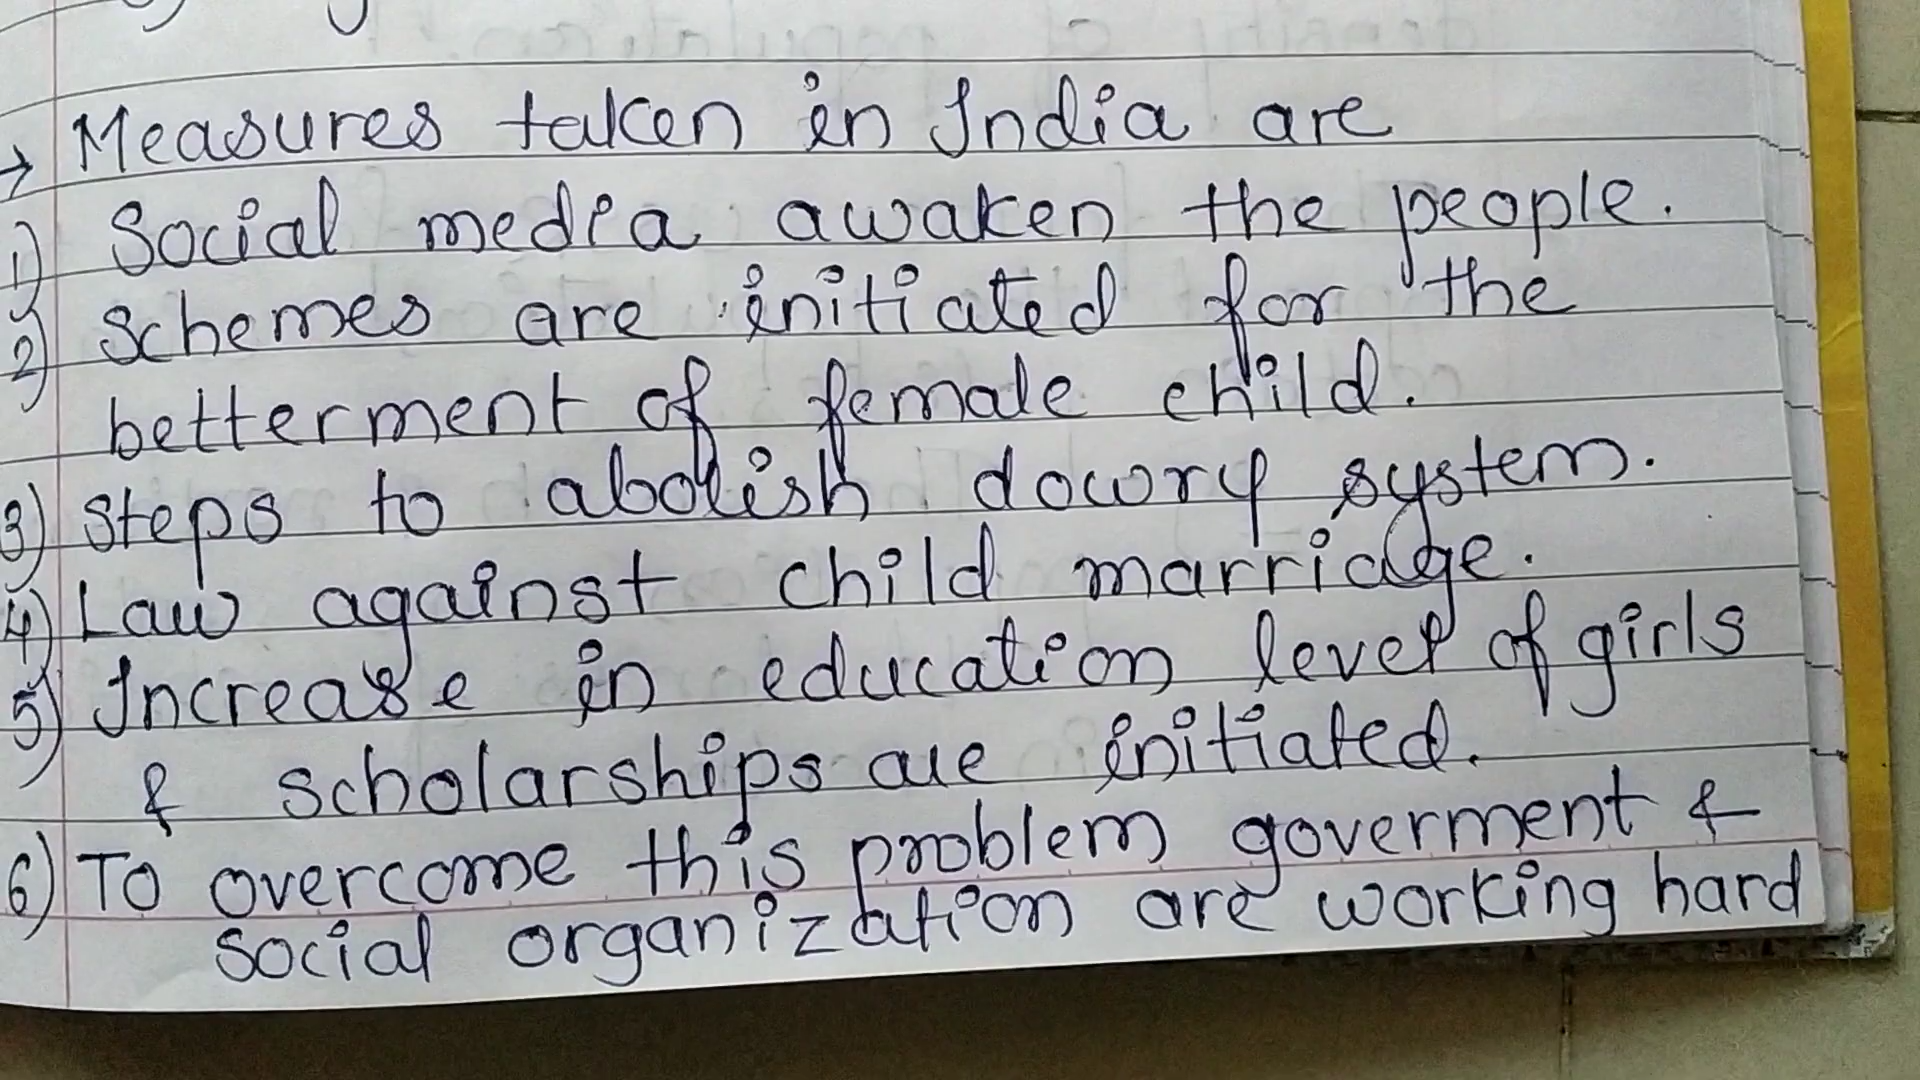 → Measures taken in India are
1) Social media awaken the people.
2) Schemes are initiated for the
betterment of female child.
3) Steps to abolish dowry system.
4) Law against child marriage.
5) Increase in education level of girls
& scholarships are initiated.
6) To overcome this problem goverment &
social organization are working hard